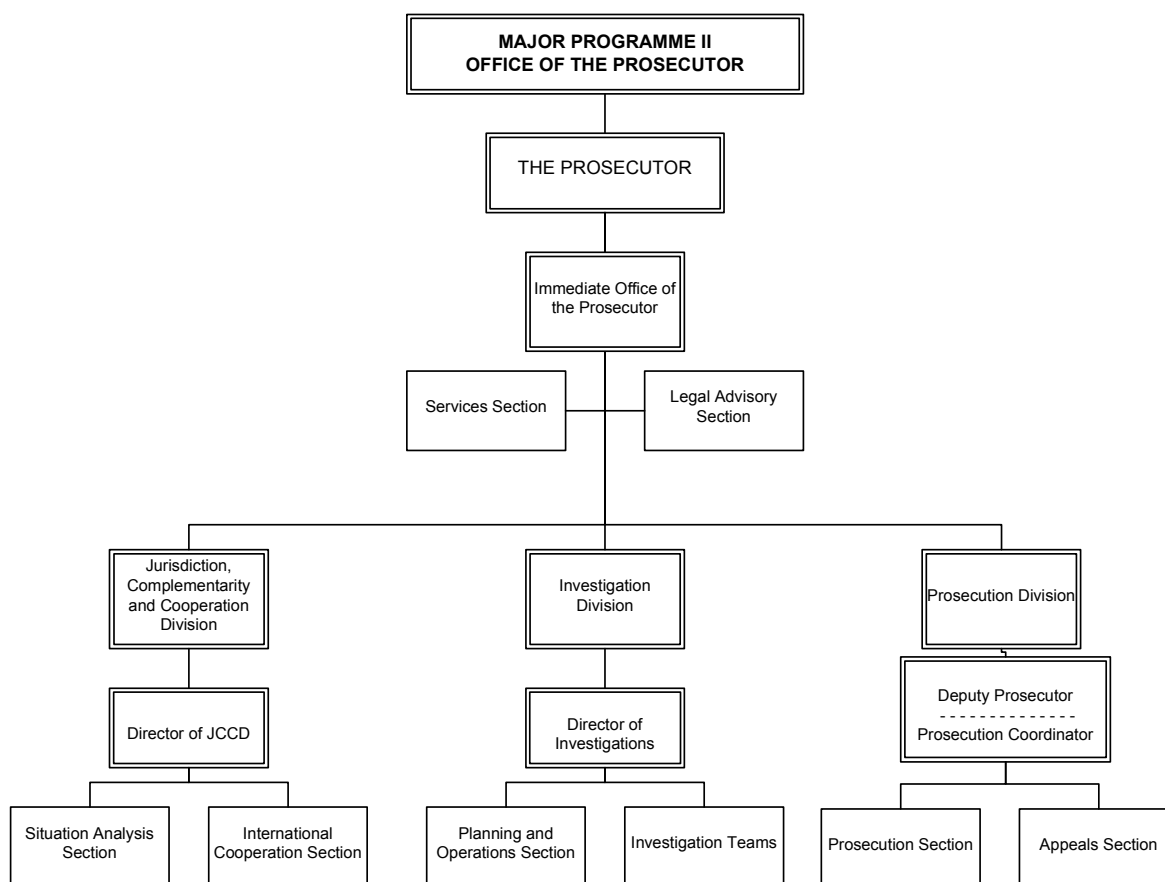 MAJOR PROGRAMME II
OFFICE OF THE PROSECUTOR
THE PROSECUTOR
Immediate Office of
the Prosecutor
Services Section
Legal Advisory
Section
Jurisdiction,
Complementarity
and Cooperation
Division
Investigation
Division
Prosecution Division
Director of JCCD
Director of
Investigations
Deputy Prosecutor
Prosecution Coordinator
Situation Analysis
Section
International
Cooperation Section
Planning and
Operations Section
Investigation Teams
Prosecution Section
Appeals Section